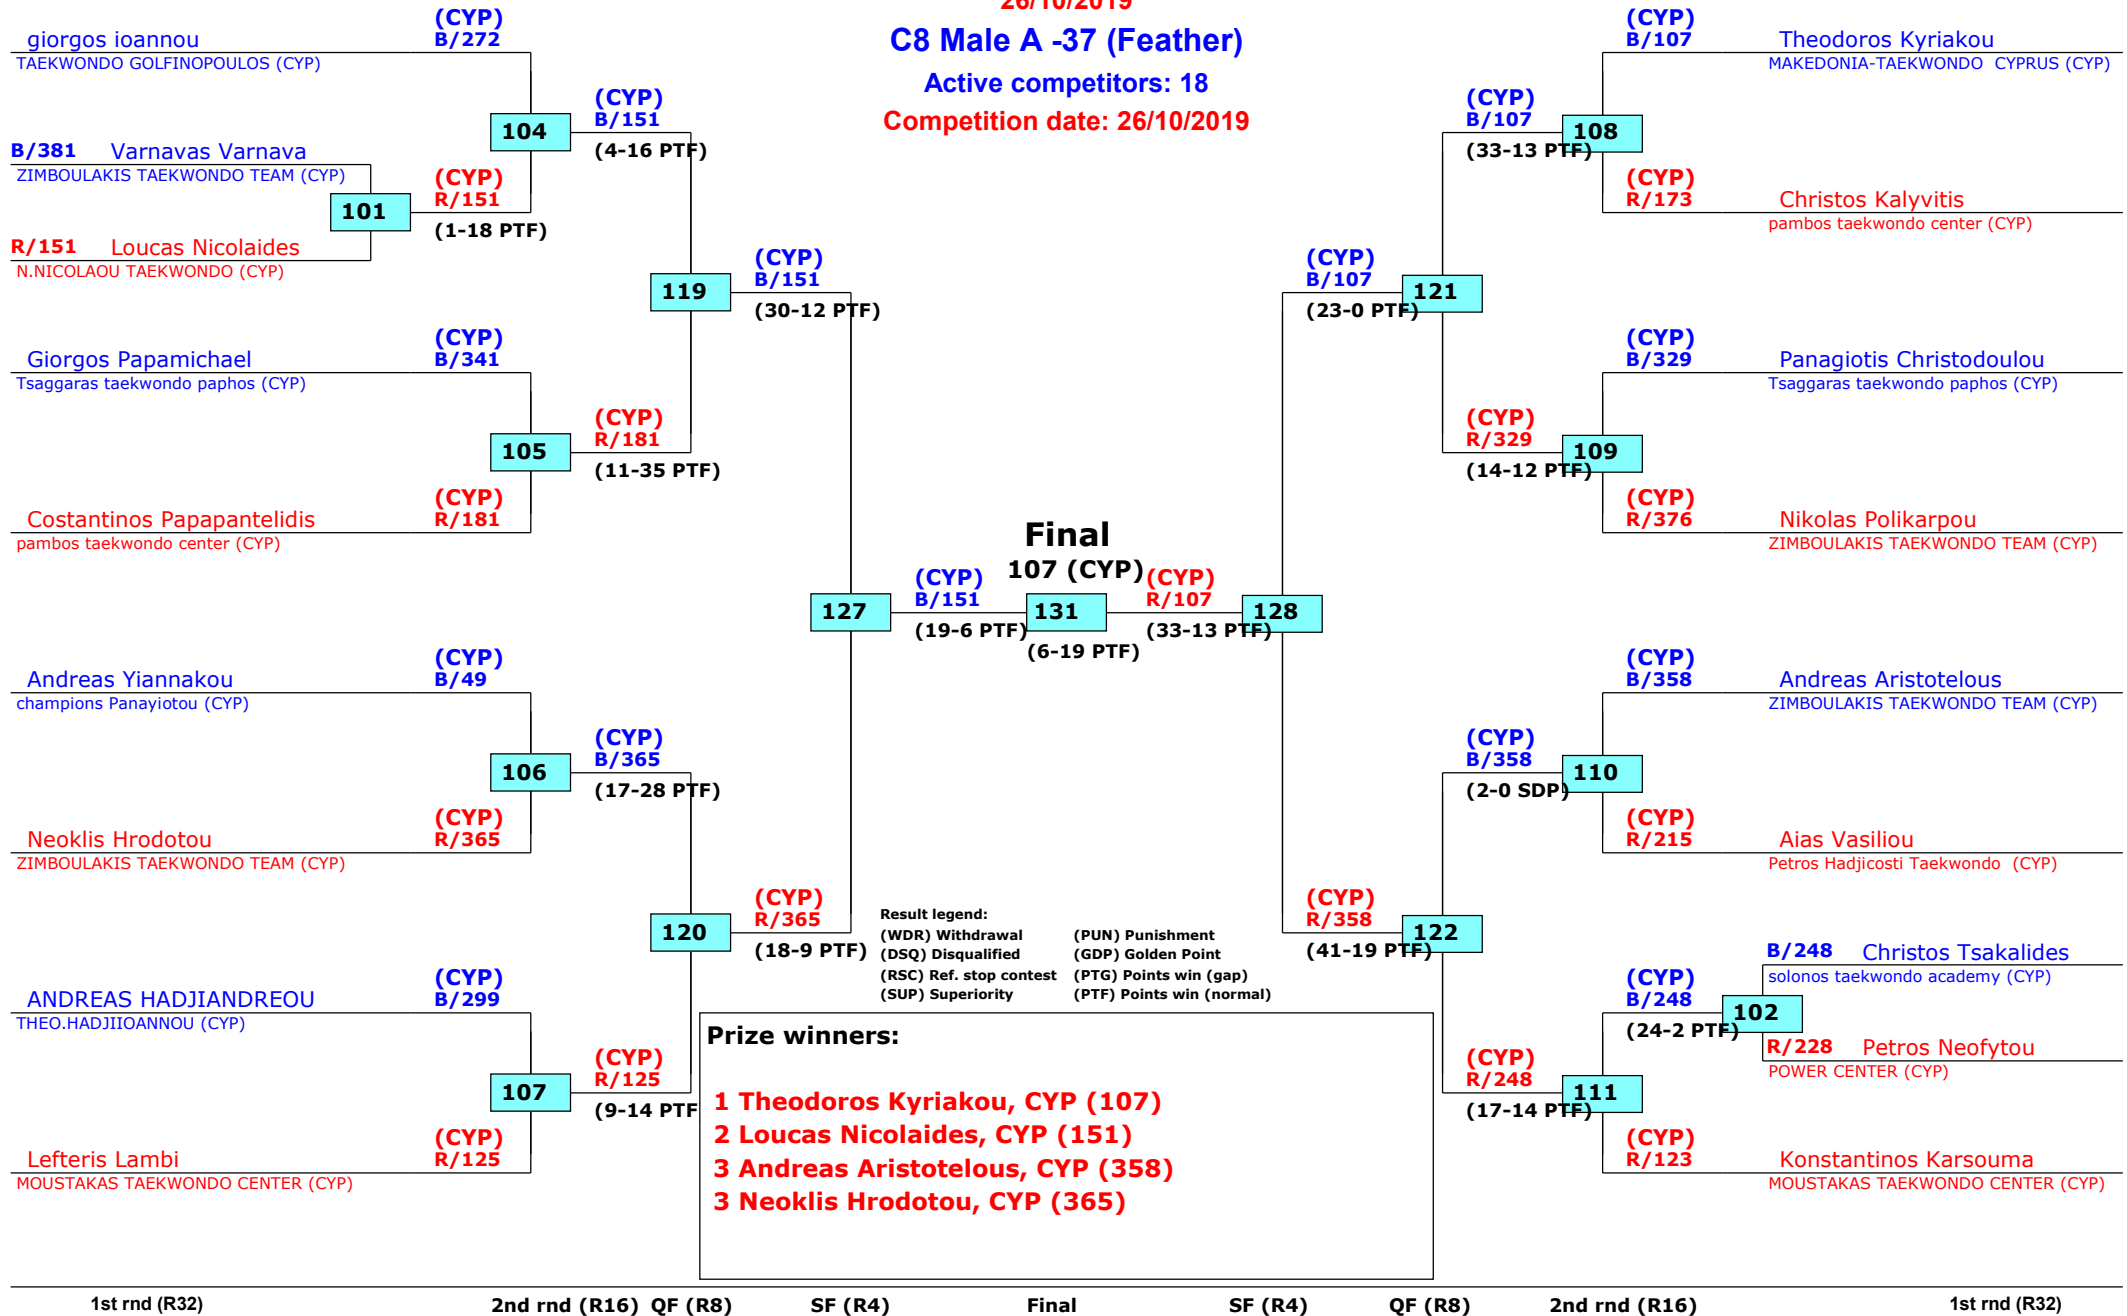 26/10/2019
C8 Male A -37 (Feather)
Active competitors: 18
Competition date: 26/10/2019
(CYP)
giorgos ioannou B/272
TAEKWONDO GOLFINOPOULOS (CYP)
B/381 Varnavas Varnava
ZIMBOULAKIS TAEKWONDO TEAM (CYP)
101
R/151 Loucas Nicolaides
N.NICOLAOU TAEKWONDO (CYP)
(CYP)
R/151
(1-18 PTF)
104
(CYP)
B/151
(4-16 PTF)
(CYP)
Giorgos Papamichael B/341
Tsaggaras taekwondo paphos (CYP)
105
(CYP)
Costantinos Papapantelidis R/181
pambos taekwondo center (CYP)
(CYP)
R/181
(11-35 PTF)
119
(CYP)
B/151
(30-12 PTF)
(CYP)
Andreas Yiannakou B/49
champions Panayiotou (CYP)
106
(CYP)
Neoklis Hrodotou R/365
ZIMBOULAKIS TAEKWONDO TEAM (CYP)
(CYP)
B/365
(17-28 PTF)
(CYP)
ANDREAS HADJIANDREOU B/299
THEO.HADJIIOANNOU (CYP)
107
(CYP)
Lefteris Lambi R/125
MOUSTAKAS TAEKWONDO CENTER (CYP)
(CYP)
R/125
(9-14 PTF
120
(CYP)
R/365
(18-9 PTF)
127
(CYP)
B/151
(19-6 PTF)
Final
107 (CYP)
131
(6-19 PTF)
(CYP)
R/107
(33-13 PTF)
128
(CYP)
B/107
(23-0 PTF)
121
(CYP)
B/107
(33-13 PTF)
108
(CYP)
B/107 Theodoros Kyriakou
MAKEDONIA-TAEKWONDO CYPRUS (CYP)
(CYP)
R/173 Christos Kalyvitis
pambos taekwondo center (CYP)
(CYP)
R/329
(14-12 PTF)
109
(CYP)
B/329 Panagiotis Christodoulou
Tsaggaras taekwondo paphos (CYP)
(CYP)
R/376 Nikolas Polikarpou
ZIMBOULAKIS TAEKWONDO TEAM (CYP)
(CYP)
R/358
(41-19 PTF)
122
(CYP)
B/358
(2-0 SDP)
110
(CYP)
B/358 Andreas Aristotelous
ZIMBOULAKIS TAEKWONDO TEAM (CYP)
(CYP)
R/215 Aias Vasiliou
Petros Hadjicosti Taekwondo (CYP)
(CYP)
R/248
(17-14 PTF)
111
(CYP)
B/248
(24-2 PTF)
102
B/248 Christos Tsakalides
solonos taekwondo academy (CYP)
R/228 Petros Neofytou
POWER CENTER (CYP)
(CYP)
R/123 Konstantinos Karsouma
MOUSTAKAS TAEKWONDO CENTER (CYP)
Result legend:
(WDR) Withdrawal (PUN) Punishment
(DSQ) Disqualified (GDP) Golden Point
(RSC) Ref. stop contest (PTG) Points win (gap)
(SUP) Superiority (PTF) Points win (normal)
Prize winners:
1 Theodoros Kyriakou, CYP (107)
2 Loucas Nicolaides, CYP (151)
3 Andreas Aristotelous, CYP (358)
3 Neoklis Hrodotou, CYP (365)
1st rnd (R32) 2nd rnd (R16) QF (R8) SF (R4) Final SF (R4) QF (R8) 2nd rnd (R16) 1st rnd (R32)